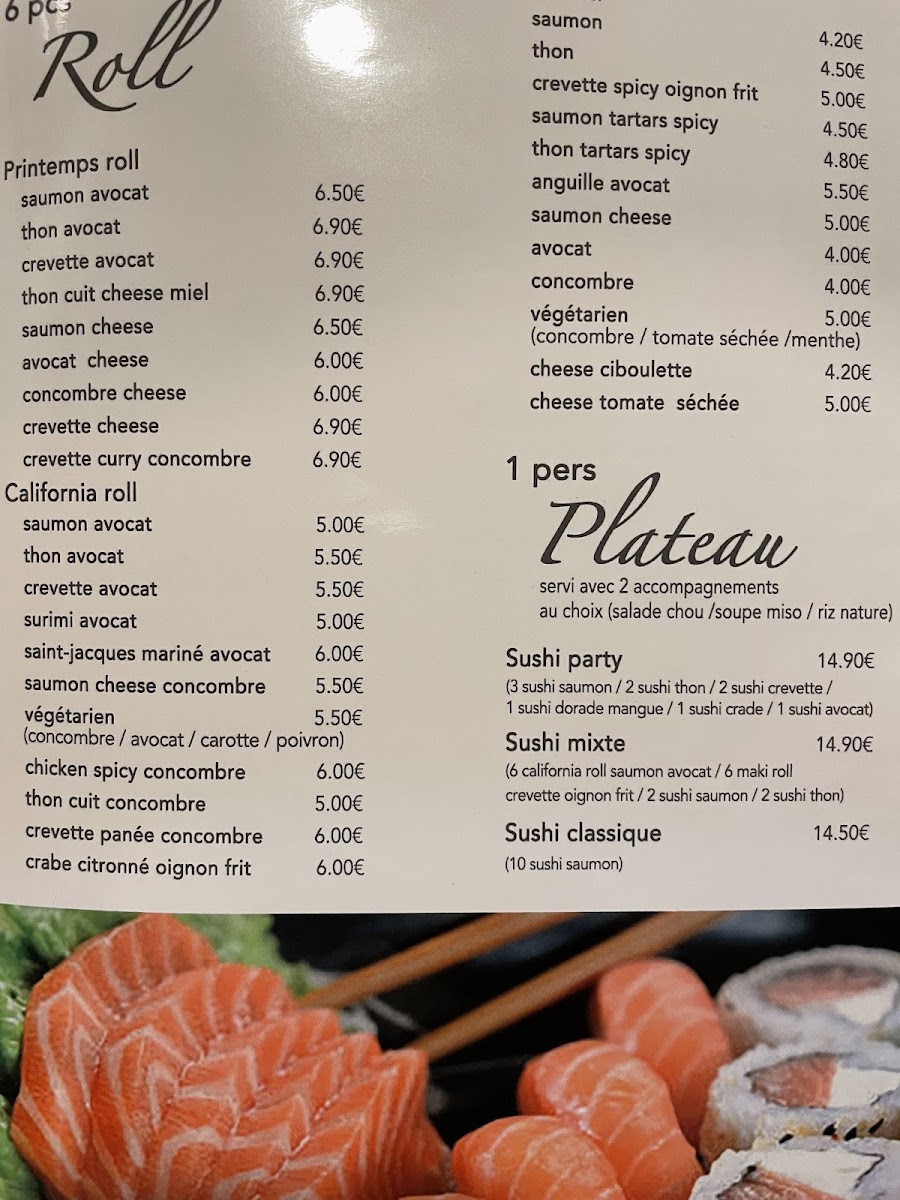 6 pcs
Roll
Printemps roll
saumon avocat 6.50€
thon avocat 6.90€
crevette avocat 6.90€
thon cuit cheese miel 6.90€
saumon cheese 6.50€
avocat cheese 6.00€
concombre cheese 6.00€
crevette cheese 6.90€
crevette curry concombre 6.90€
California roll
saumon avocat 5.00€
thon avocat 5.50€
crevette avocat 5.50€
surimi avocat 5.00€
saint-jacques mariné avocat 6.00€
saumon cheese concombre 5.50€
végétarien 5.50€
(concombre / avocat / carotte / poivron)
chicken spicy concombre 6.00€
thon cuit concombre 5.00€
crevette panée concombre 6.00€
crabe citronné oignon frit 6.00€
saumon 4.20€
thon 4.50€
crevette spicy oignon frit 5.00€
saumon tartars spicy 4.50€
thon tartars spicy 4.80€
anguille avocat 5.50€
saumon cheese 5.00€
avocat 4.00€
concombre 4.00€
végétarien 5.00€
(concombre / tomate séchée /menthe)
cheese ciboulette 4.20€
cheese tomate séchée 5.00€
1 pers
Plateau
servi avec 2 accompagnements
au choix (salade chou /soupe miso / riz nature)
Sushi party 14.90€
(3 sushi saumon / 2 sushi thon / 2 sushi crevette /
1 sushi dorade mangue / 1 sushi crade / 1 sushi avocat)
Sushi mixte 14.90€
(6 california roll saumon avocat / 6 maki roll
crevette oignon frit / 2 sushi saumon / 2 sushi thon)
Sushi classique 14.50€
(10 sushi saumon)